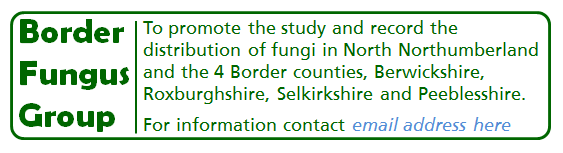 Border
Fungus
Group
To promote the study and record the
distribution of fungi in North Northumberland
and the 4 Border counties, Berwickshire,
Roxburghshire, Selkirkshire and Peeblesshire.
For information contact email address here